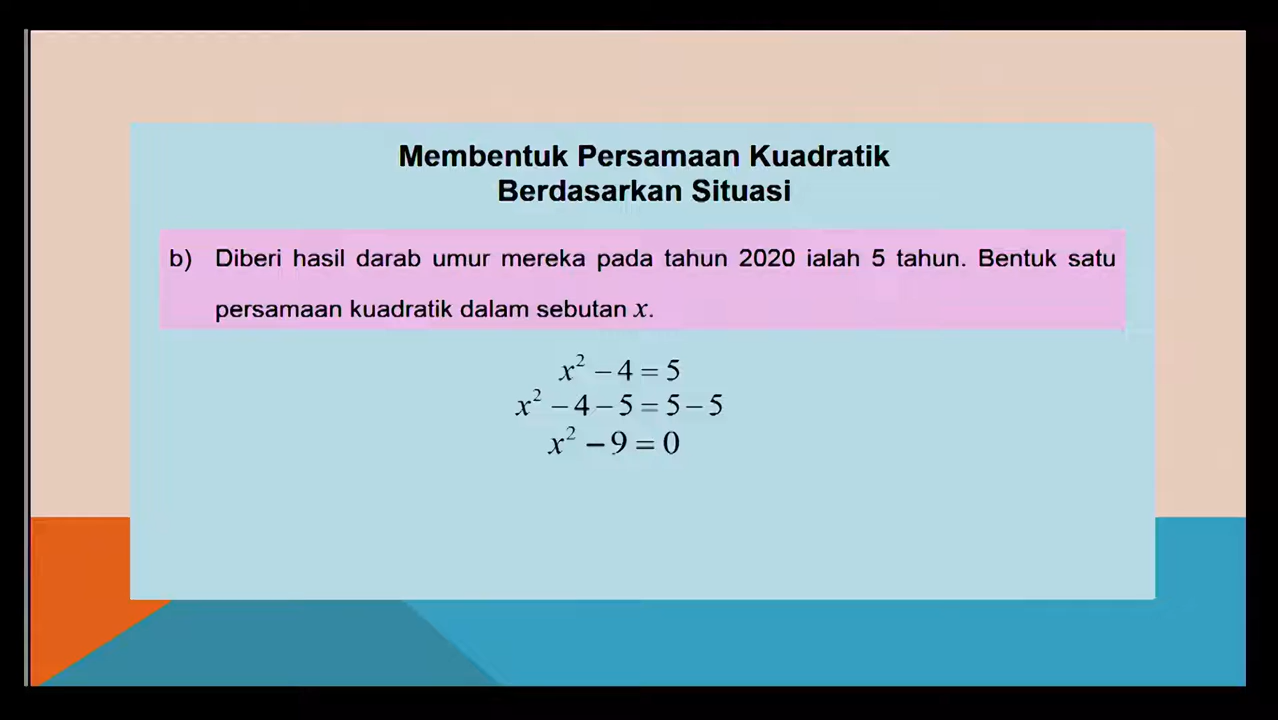 Membentuk Persamaan Kuadratik
Berdasarkan Situasi
b) Diberi hasil darab umur mereka pada tahun 2020 ialah 5 tahun. Bentuk satu
persamaan kuadratik dalam sebutan x.
x² − 4 = 5
x² − 4 − 5 = 5 − 5
x² − 9 = 0